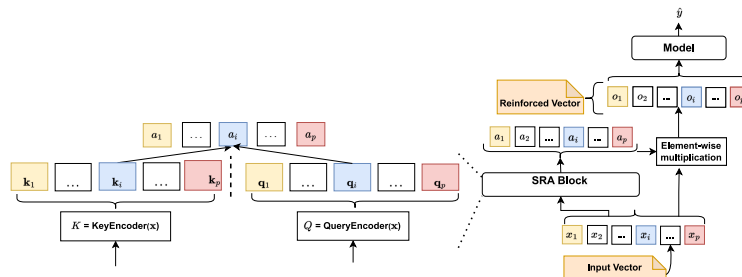 ŷ
Model
Reinforced Vector
o₁ o₂ ... oᵢ ... oₚ
a₁ ... aᵢ ... aₚ
a₁ a₂ ... aᵢ ... aₚ
Element-wise
multiplication
k₁ ... kᵢ ... kₚ
q₁ ... qᵢ ... qₚ
SRA Block
K = KeyEncoder(x)
Q = QueryEncoder(x)
x₁ x₂ ... xᵢ ... xₚ
Input Vector